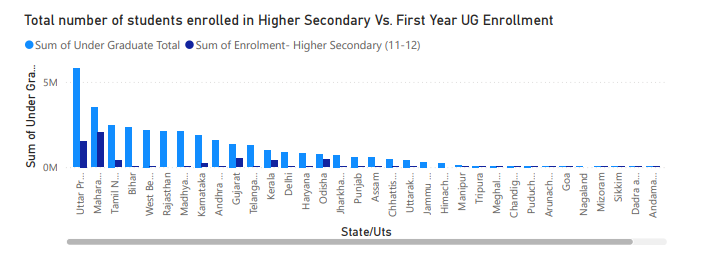 Total number of students enrolled in Higher Secondary Vs. First Year UG Enrollment
Sum of Under Graduate Total
Sum of Enrolment- Higher Secondary (11-12)
Sum of Under Gra...
5M
0M
Uttar Pr...
Mahara...
Tamil N...
Bihar
West Be...
Rajasthan
Madhya...
Karnataka
Andhra ...
Gujarat
Telanga...
Kerala
Delhi
Haryana
Odisha
Jharkha...
Punjab
Assam
Chhattis...
Uttarak...
Jammu ...
Himach...
Manipur
Tripura
Meghal...
Chandig...
Puduch...
Arunach...
Goa
Nagaland
Mizoram
Sikkim
Dadra a...
Andama...
State/Uts